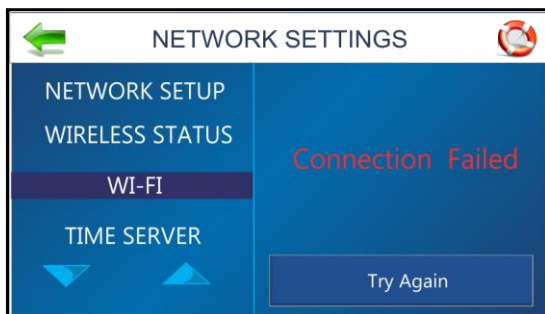 NETWORK SETTINGS
NETWORK SETUP
WIRELESS STATUS
WI-FI
TIME SERVER
Connection Failed
Try Again